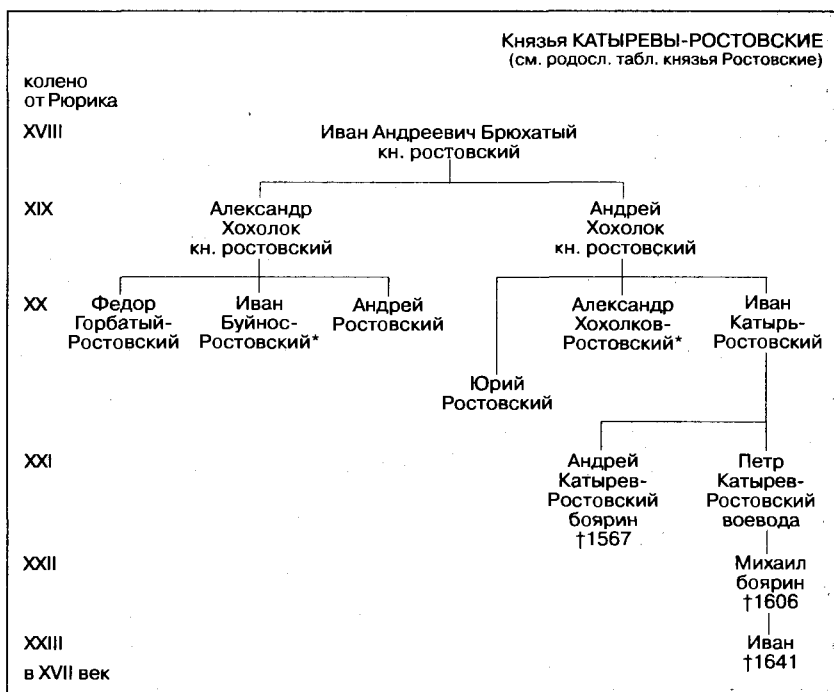 Князья КАТЫРЕВЫ-РОСТОВСКИЕ
(см. родосл. табл. князья Ростовские)
колено
от Рюрика
XVIII
Иван Андреевич Брюхатый
кн. ростовский
XIX
Александр
Хохолок
кн. ростовский
Андрей
Хохолок
кн. ростовский
XX
Федор
Горбатый-
Ростовский
Иван
Буйнос-
Ростовский*
Андрей
Ростовский
Юрий
Ростовский
Александр
Хохолков-
Ростовский*
Иван
Катырь-
Ростовский
XXI
Андрей
Катырев-
Ростовский
боярин
†1567
Петр
Катырев-
Ростовский
воевода
XXII
Михаил
боярин
†1606
XXIII
Иван
†1641
в XVII век